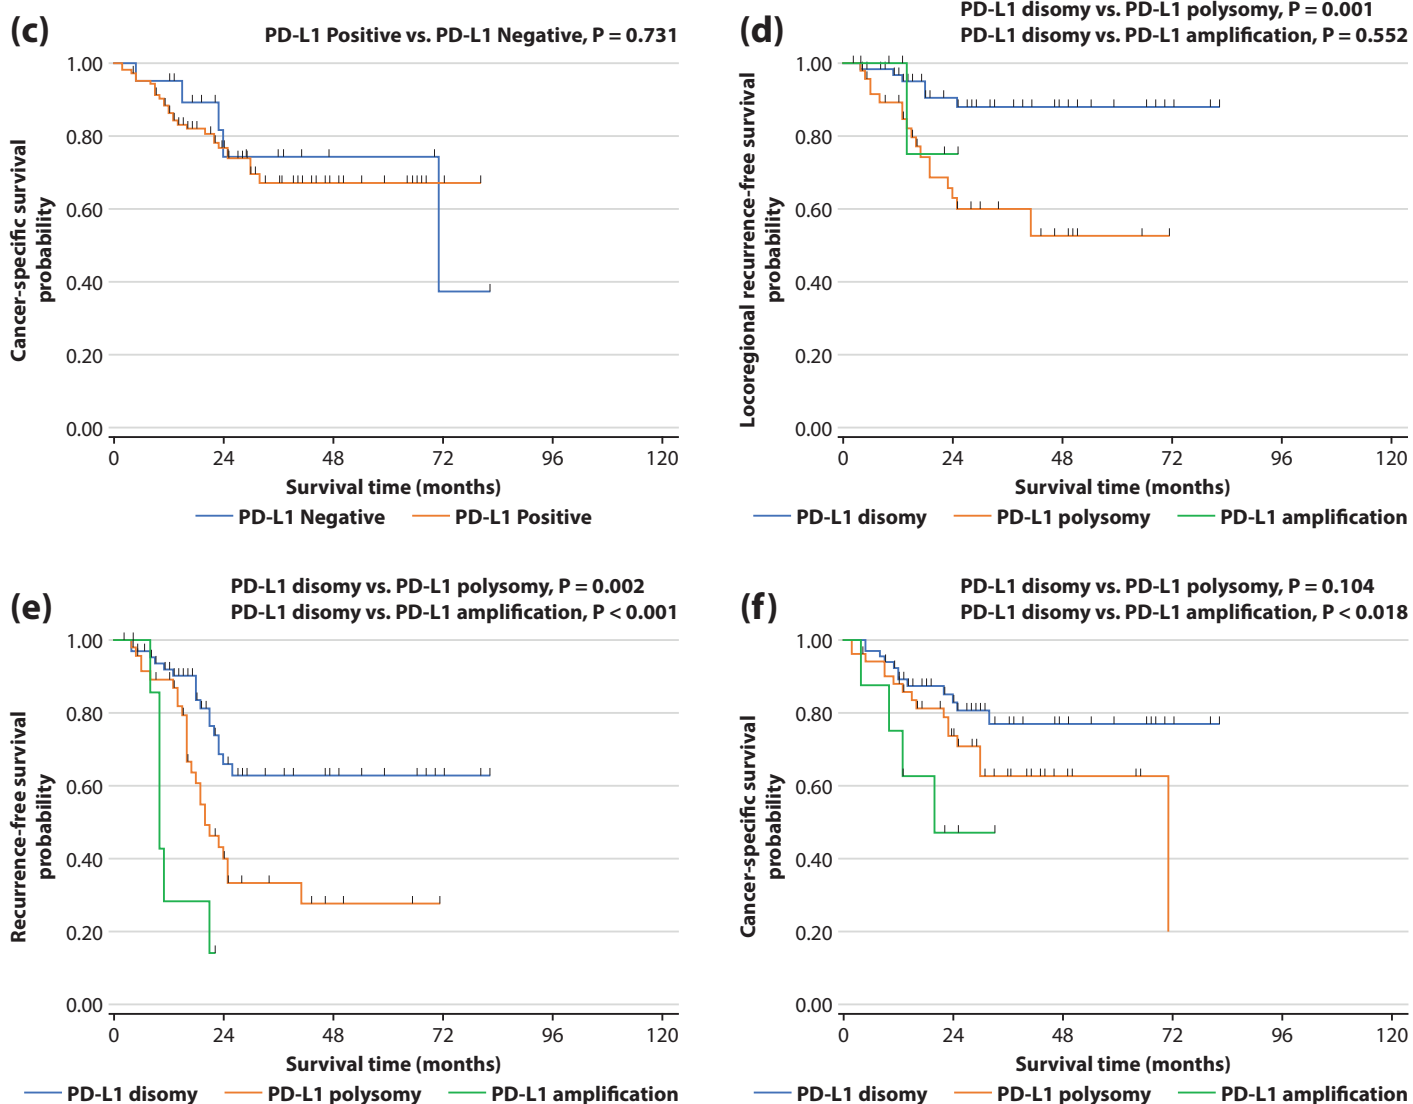 (c)
PD-L1 Positive vs. PD-L1 Negative, P = 0.731
Cancer-specific survival
probability
1.00
0.80
0.60
0.40
0.20
0.00
0 24 48 72 96 120
Survival time (months)
PD-L1 Negative PD-L1 Positive
(d)
PD-L1 disomy vs. PD-L1 polysomy, P = 0.001
PD-L1 disomy vs. PD-L1 amplification, P = 0.552
Locoregional recurrence-free survival
probability
1.00
0.80
0.60
0.40
0.20
0.00
0 24 48 72 96 120
Survival time (months)
PD-L1 disomy PD-L1 polysomy PD-L1 amplification
(e)
PD-L1 disomy vs. PD-L1 polysomy, P = 0.002
PD-L1 disomy vs. PD-L1 amplification, P < 0.001
Recurrence-free survival
probability
1.00
0.80
0.60
0.40
0.20
0.00
0 24 48 72 96 120
Survival time (months)
PD-L1 disomy PD-L1 polysomy PD-L1 amplification
(f)
PD-L1 disomy vs. PD-L1 polysomy, P = 0.104
PD-L1 disomy vs. PD-L1 amplification, P < 0.018
Cancer-specific survival
probability
1.00
0.80
0.60
0.40
0.20
0.00
0 24 48 72 96 120
Survival time (months)
PD-L1 disomy PD-L1 polysomy PD-L1 amplification